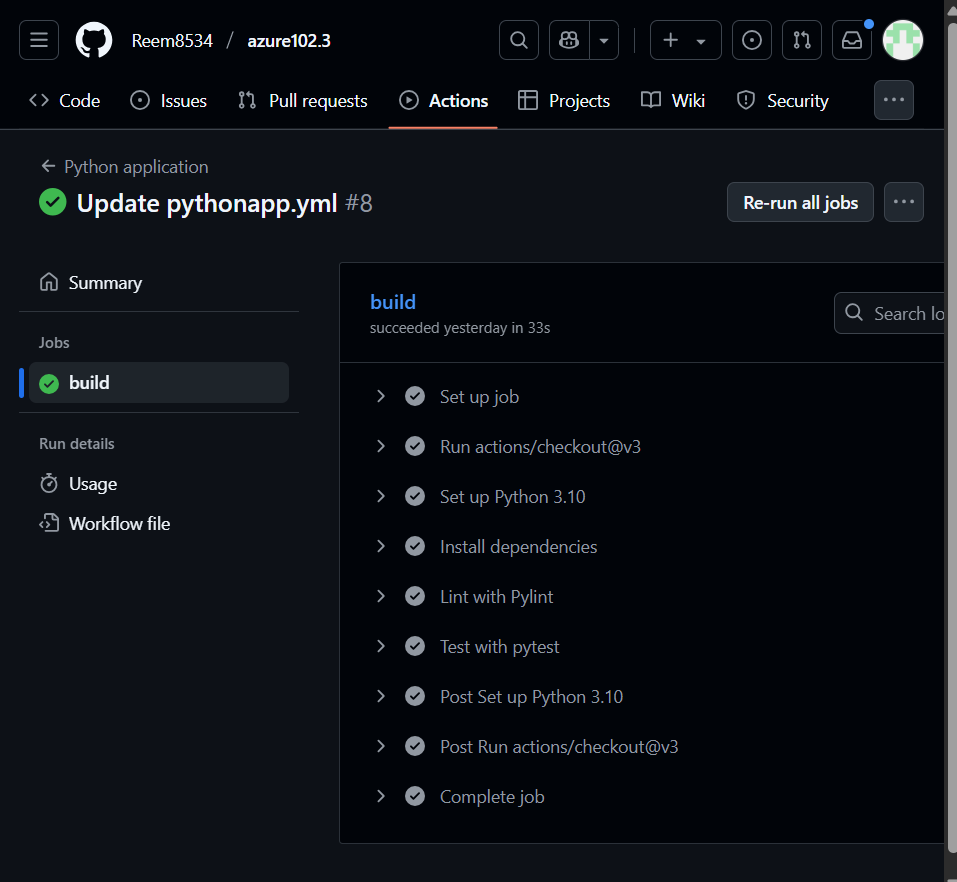 Reem8534 / azure102.3
Code Issues Pull requests Actions Projects Wiki Security
Python application
Update pythonapp.yml #8
Re-run all jobs
Summary
Jobs
build
Run details
Usage
Workflow file
build
succeeded yesterday in 33s
Search lo
Set up job
Run actions/checkout@v3
Set up Python 3.10
Install dependencies
Lint with Pylint
Test with pytest
Post Set up Python 3.10
Post Run actions/checkout@v3
Complete job